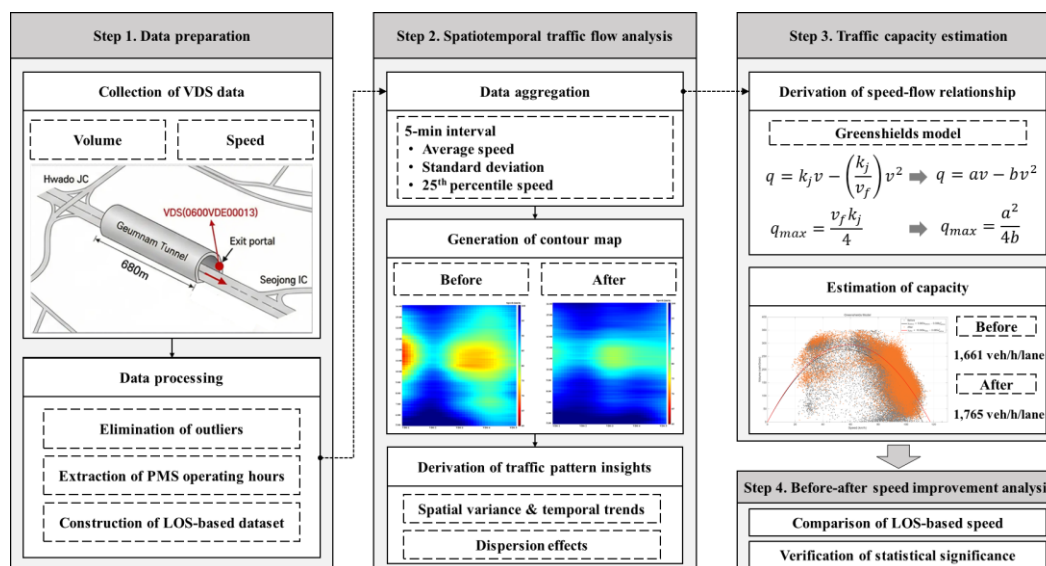 Step 1. Data preparation
Collection of VDS data
Volume
Speed
Hwado JC
VDS(0600VDE00013)
Exit portal
Geumnam Tunnel
680m
Seojong IC
Data processing
Elimination of outliers
Extraction of PMS operating hours
Construction of LOS-based dataset
Step 2. Spatiotemporal traffic flow analysis
Data aggregation
5-min interval
• Average speed
• Standard deviation
• 25th percentile speed
Generation of contour map
Before
After
Derivation of traffic pattern insights
Spatial variance & temporal trends
Dispersion effects
Step 3. Traffic capacity estimation
Derivation of speed-flow relationship
Greenshields model
q = k_j v − (k_j / v_f) v² ➡ q = av − bv²
q_max = v_f k_j / 4 ➡ q_max = a² / 4b
Estimation of capacity
Before
1,661 veh/h/lane
After
1,765 veh/h/lane
Step 4. Before-after speed improvement analysis
Comparison of LOS-based speed
Verification of statistical significance